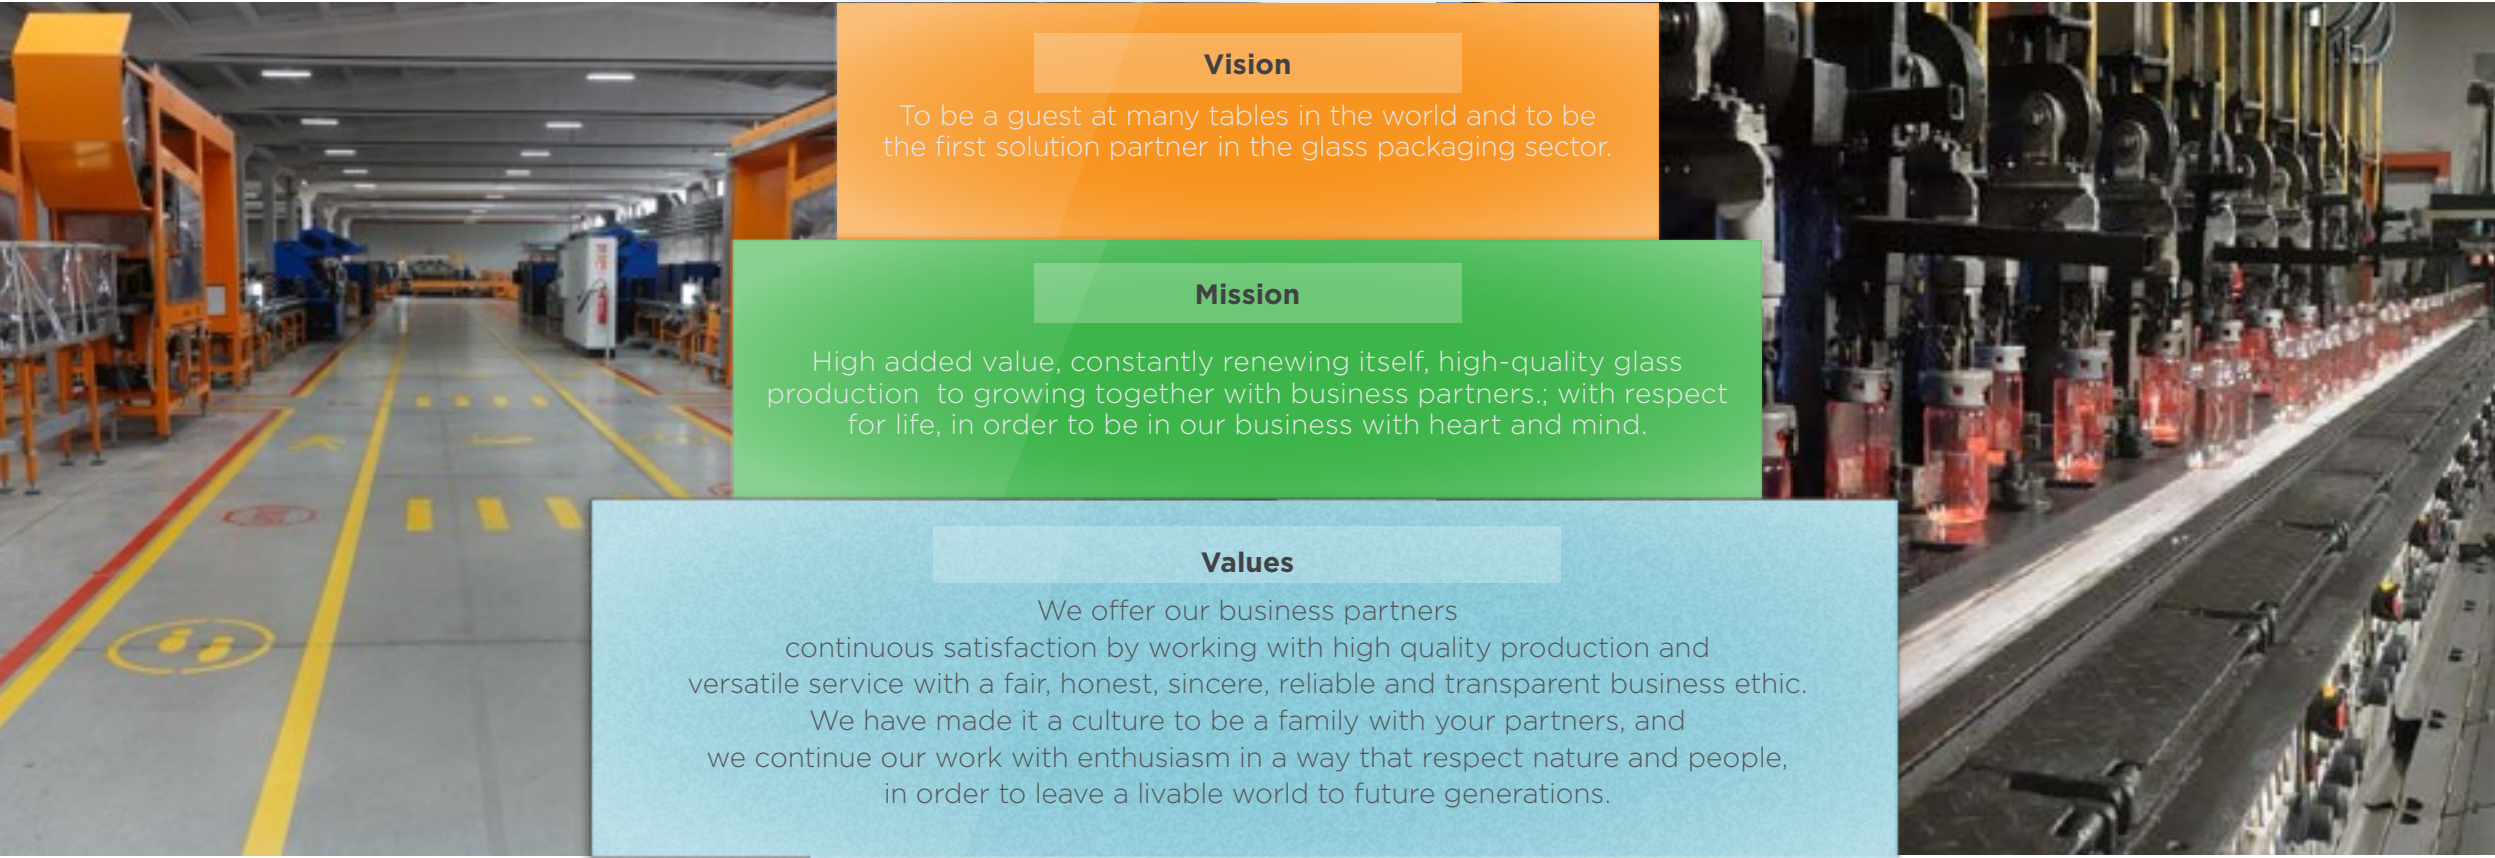 Vision
To be a guest at many tables in the world and to be
the first solution partner in the glass packaging sector.
Mission
High added value, constantly renewing itself, high-quality glass
production  to growing together with business partners.; with respect
for life, in order to be in our business with heart and mind.
Values
We offer our business partners
continuous satisfaction by working with high quality production and
versatile service with a fair, honest, sincere, reliable and transparent business ethic.
We have made it a culture to be a family with your partners, and
we continue our work with enthusiasm in a way that respect nature and people,
in order to leave a livable world to future generations.